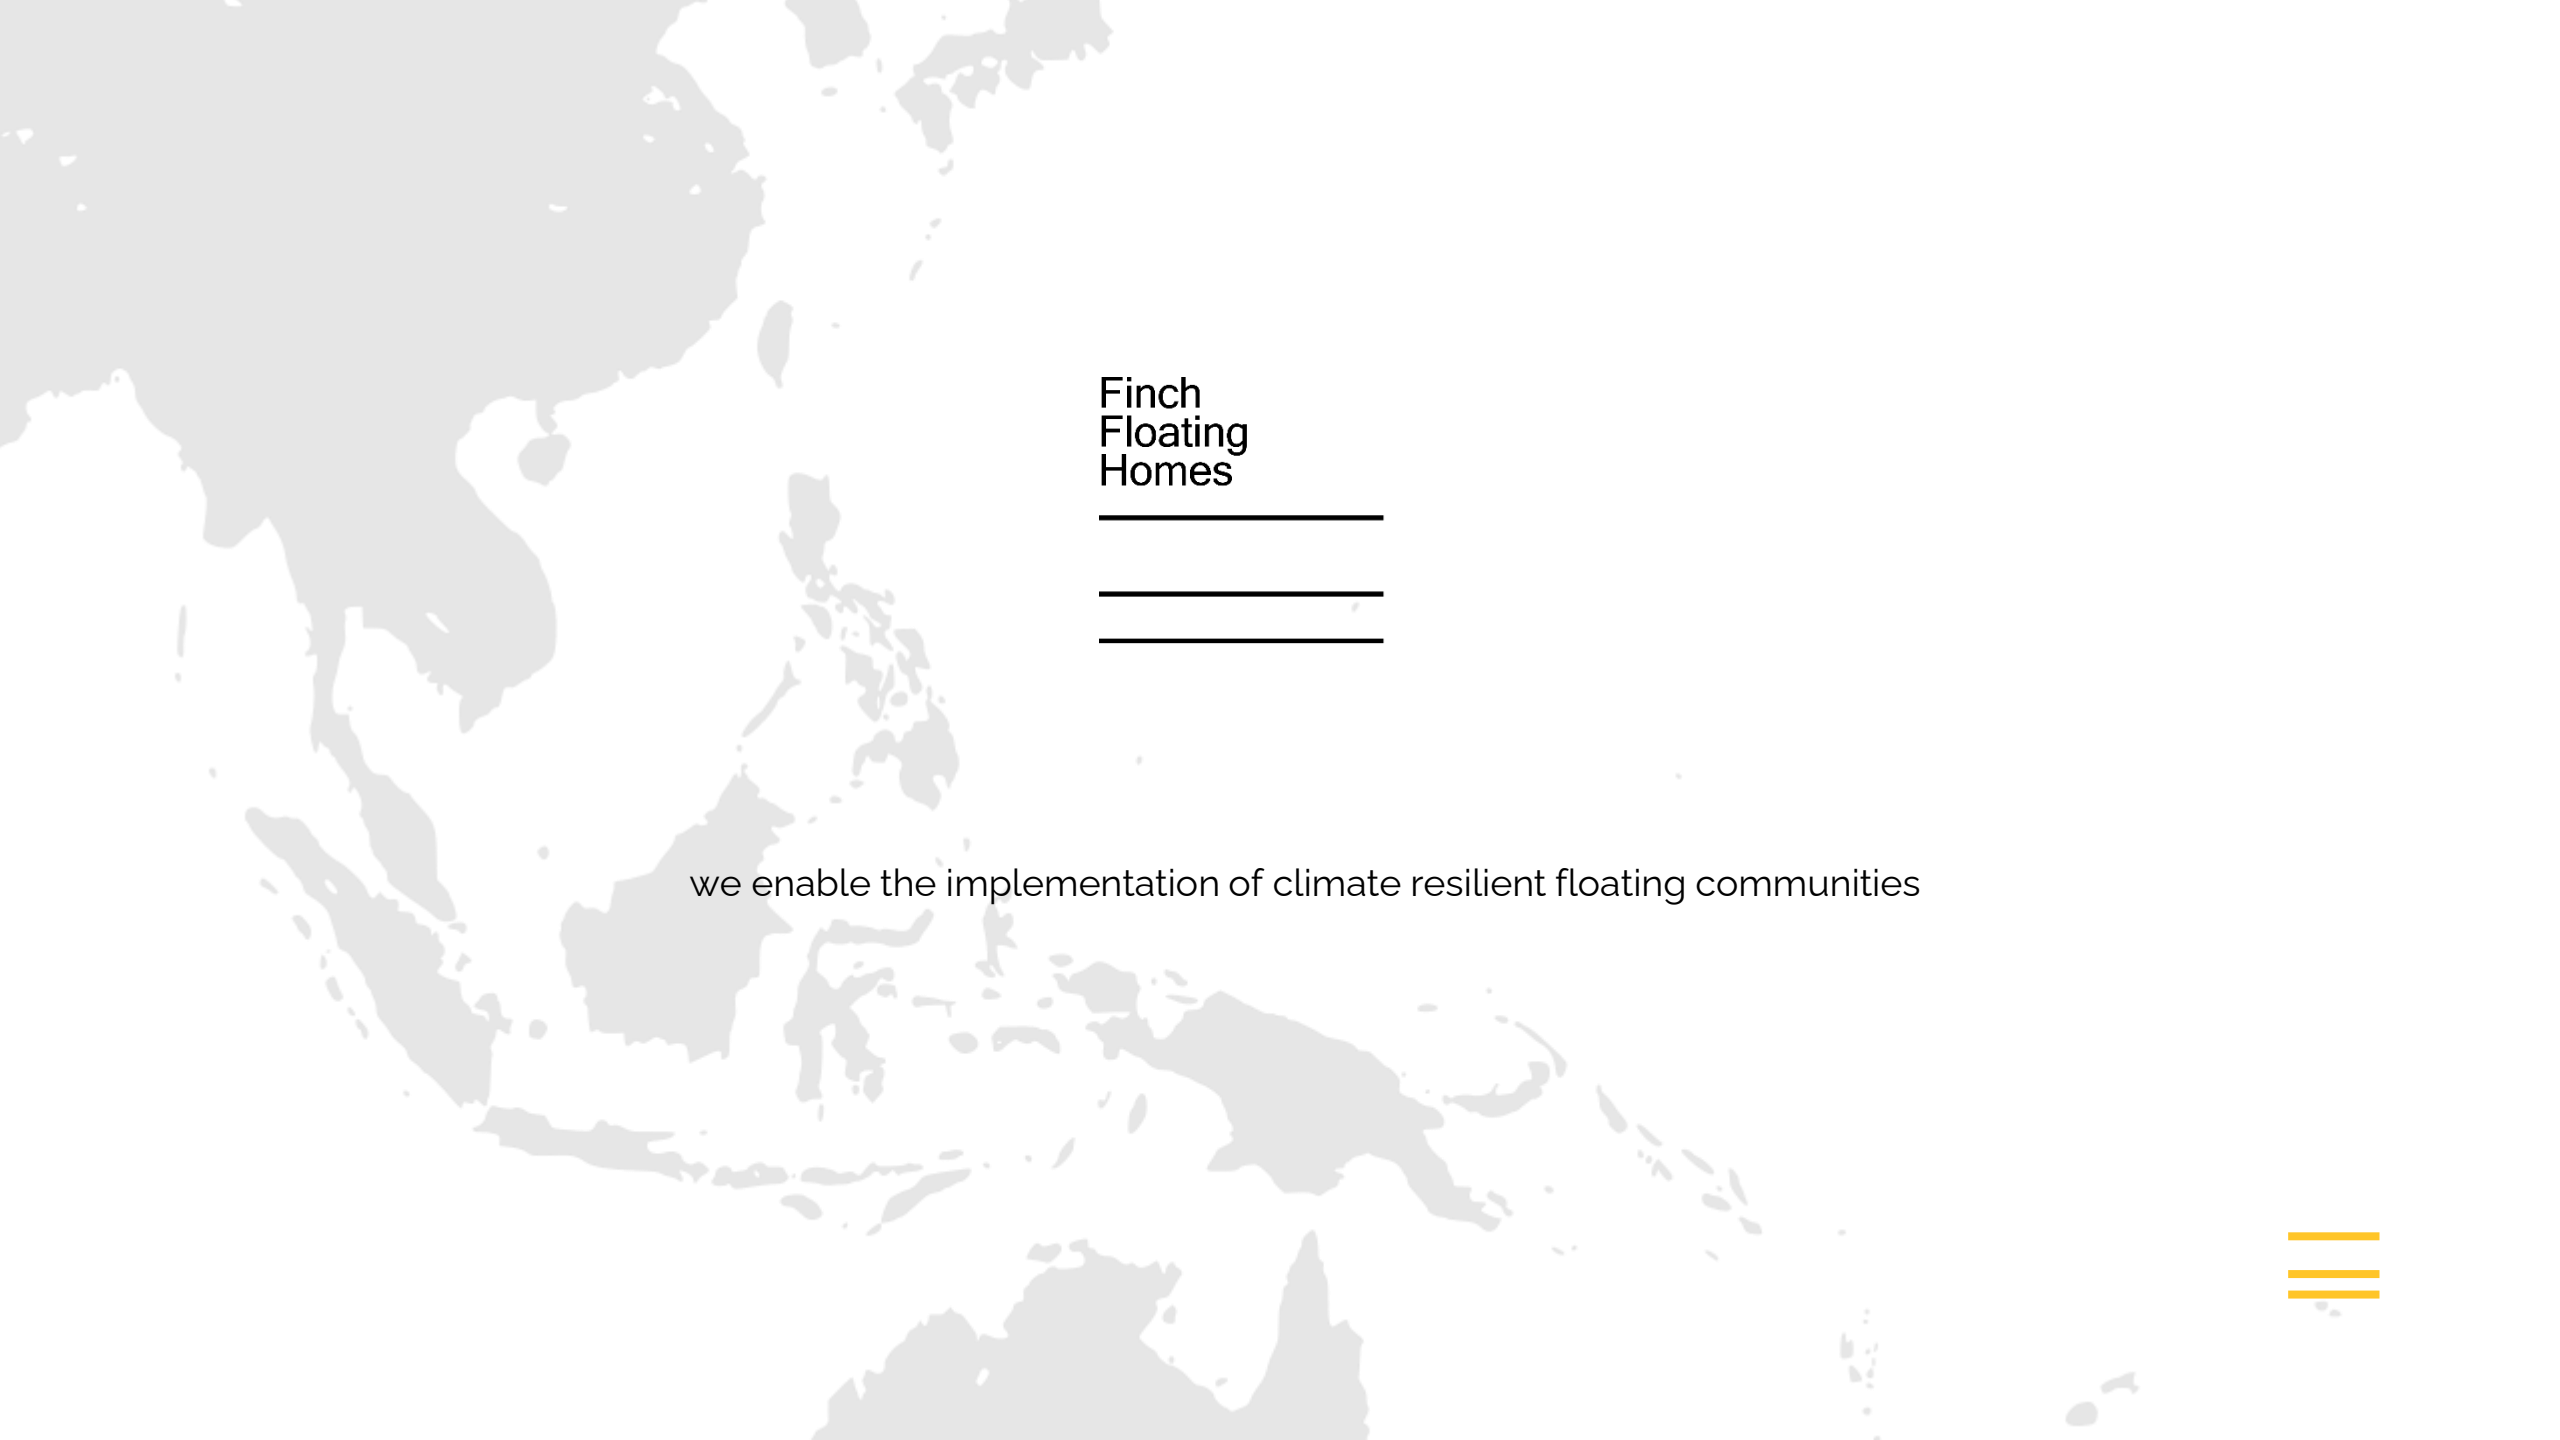 Finch
Floating
Homes
we enable the implementation of climate resilient floating communities